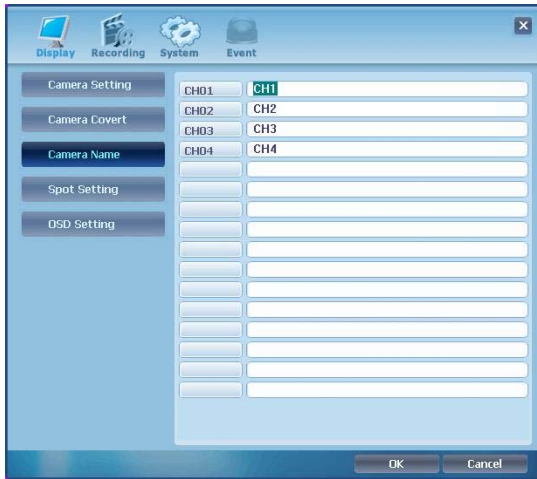 Display Recording System Event
Camera Setting
Camera Covert
Camera Name
Spot Setting
OSD Setting
CH01 CH1
CH02 CH2
CH03 CH3
CH04 CH4
OK Cancel